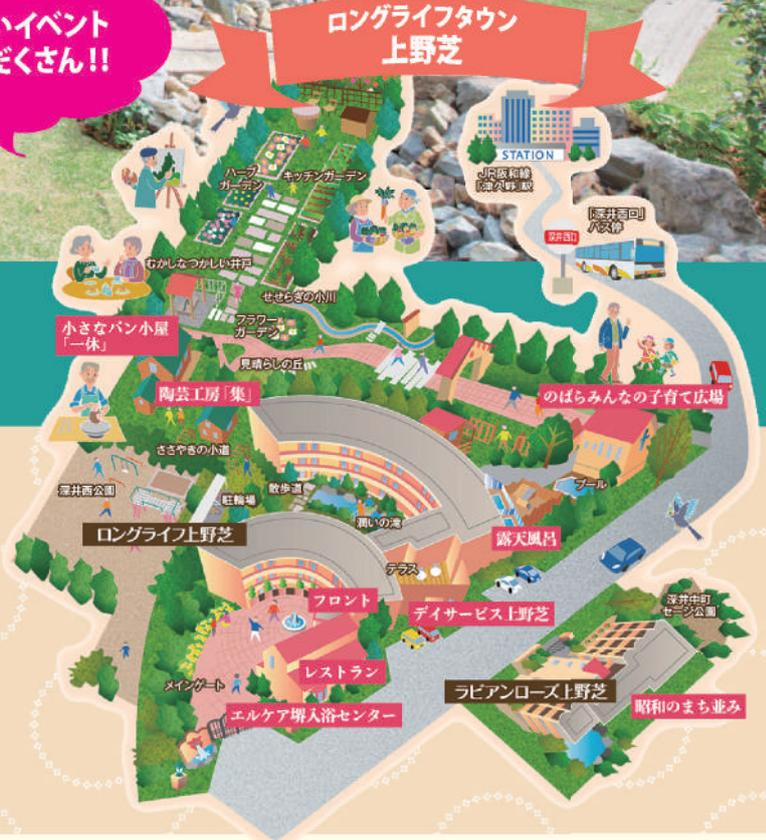 いイベント
だくさん!!
ロングライフタウン
上野芝
STATION
JR阪和線
「津久野」駅
「深井西口」
バス停
深井西口
ハーブ
ガーデン
キッチンガーデン
むかしなつかしい井戸
せせらぎの小川
小さなパン小屋
「一休」
フラワー
ガーデン
見晴らしの丘
陶芸工房「集」
のばらみんなの子育て広場
ささやきの小道
深井西公園
駐輪場
散歩道
プール
潤いの滝
ロングライフ上野芝
露天風呂
テラス
フロント
デイサービス上野芝
深井中町
セージ公園
レストラン
メインゲート
ラビアンローズ上野芝
昭和のまち並み
エルケア堺入浴センター